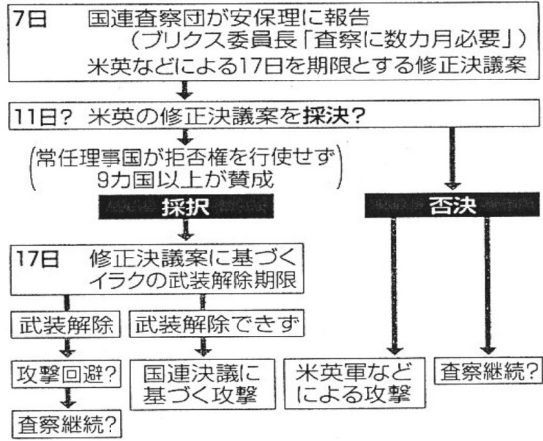 7日 国連査察団が安保理に報告
(ブリクス委員長「査察に数カ月必要」)
米英などによる17日を期限とする修正決議案
11日? 米英の修正決議案を採決?
(常任理事国が拒否権を行使せず
9カ国以上が賛成)
採択
否決
17日 修正決議案に基づく
イラクの武装解除期限
武装解除
武装解除できず
攻撃回避?
国連決議に
基づく攻撃
米英軍など
による攻撃
査察継続?
査察継続?